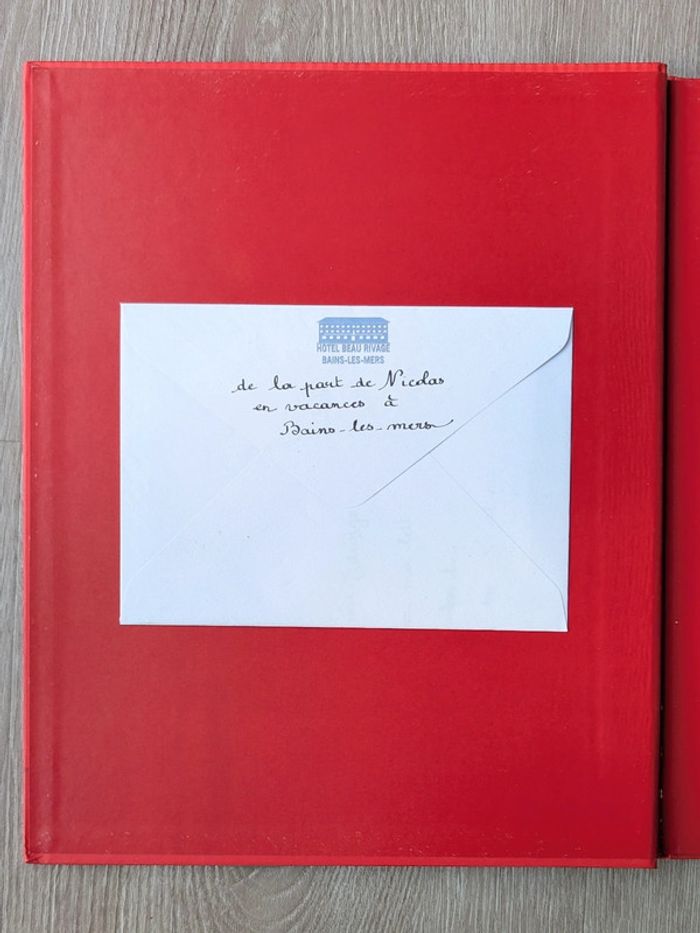 HOTEL BEAU RIVAGE
BAINS-LES-MERS
de la part de Nicolas
en vacances à
Bains-les-mers